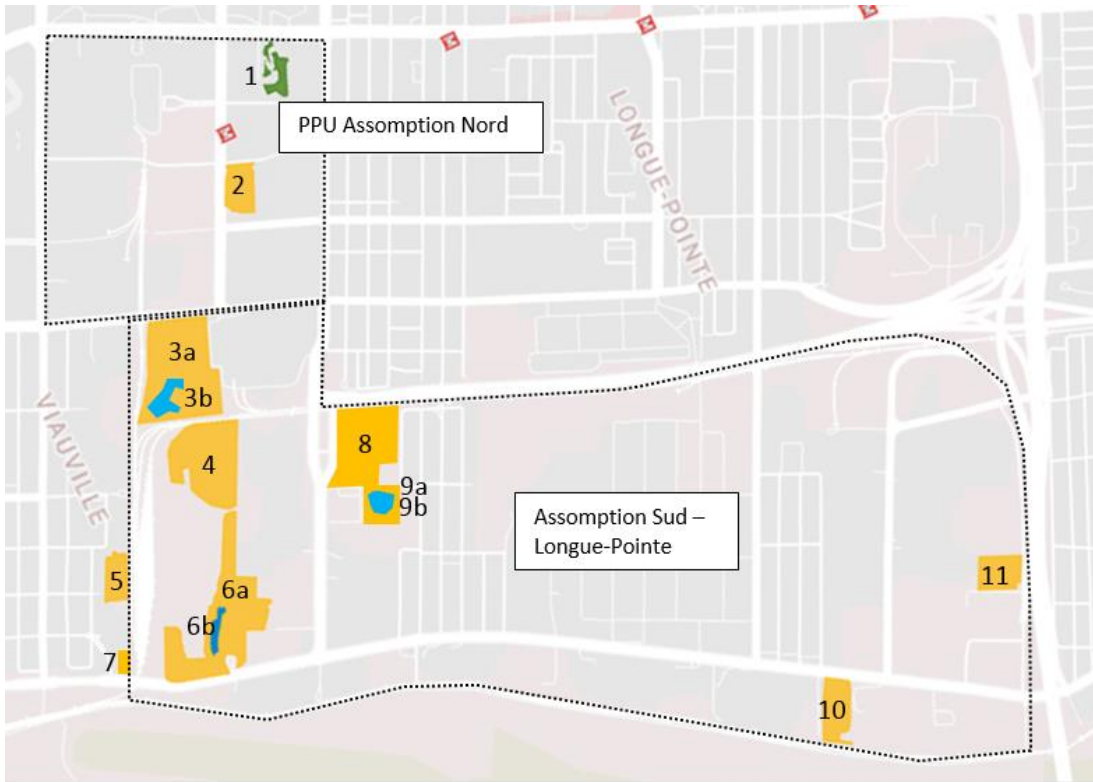 1
PPU Assomption Nord
2
LONGUE-POINTE
3a
3b
VIAUVILLE
4
8
9a
9b
Assomption Sud –
Longue-Pointe
5
6a
6b
7
11
10